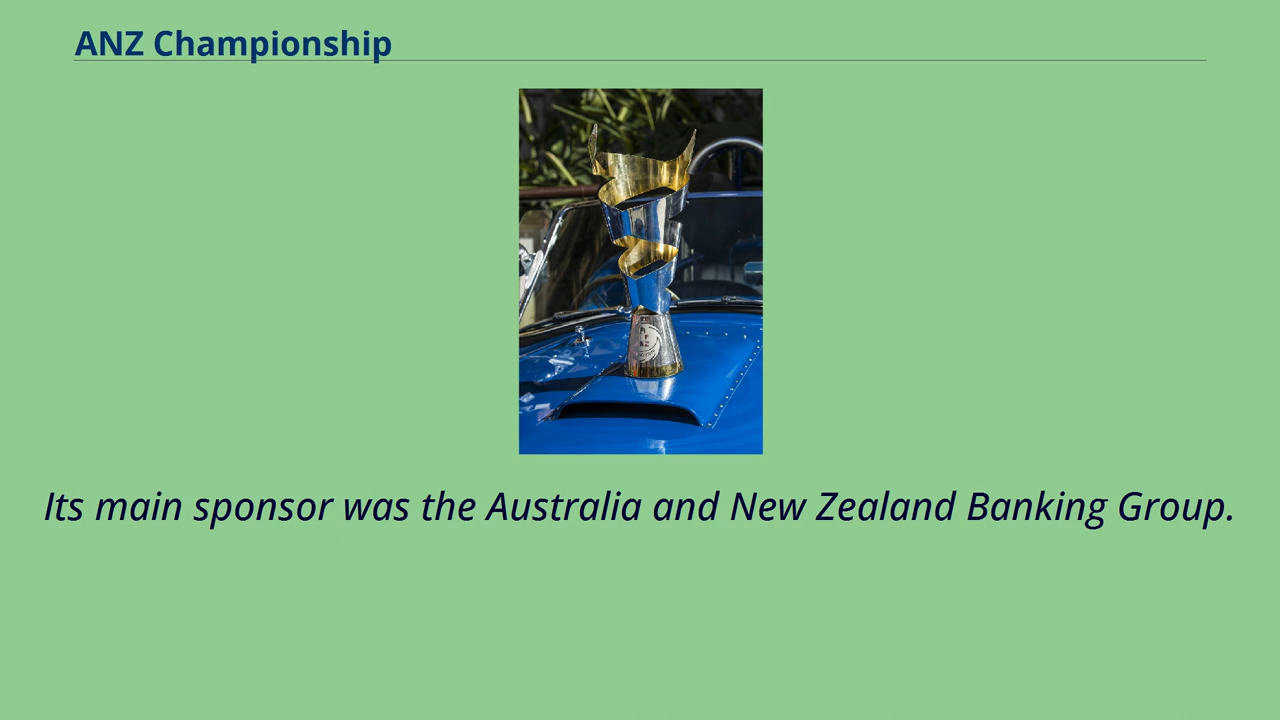 ANZ Championship
Its main sponsor was the Australia and New Zealand Banking Group.